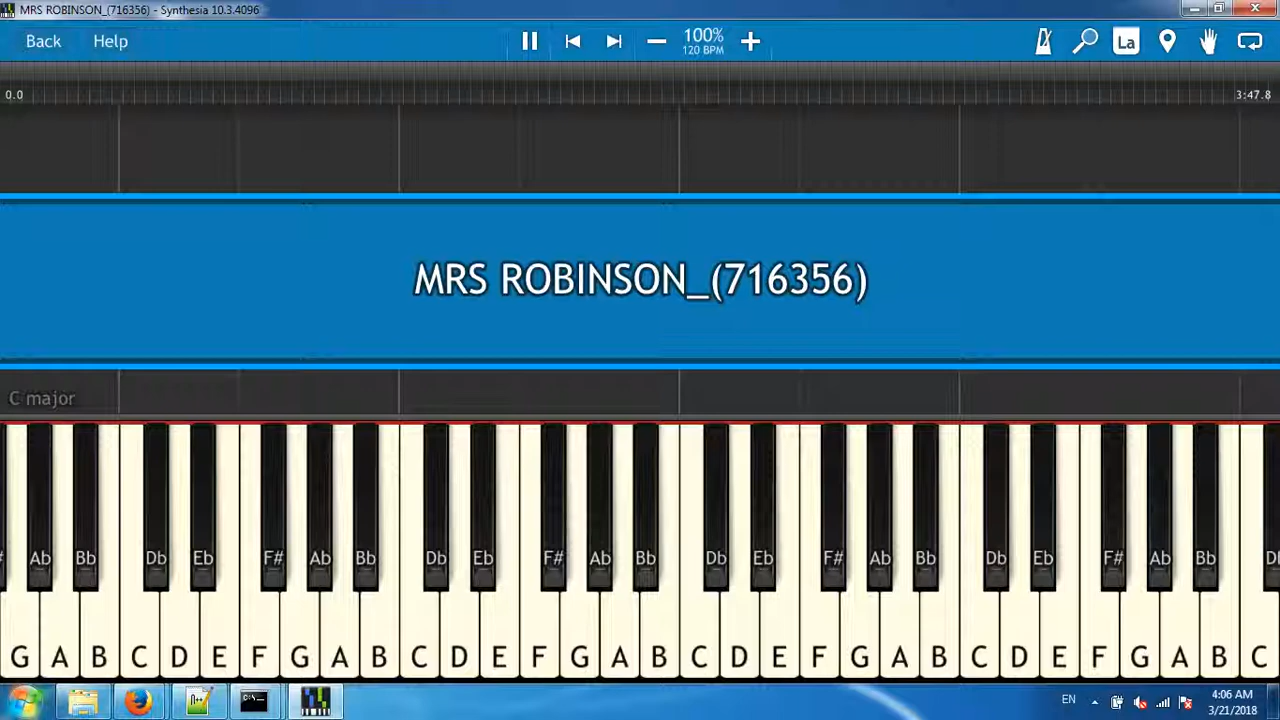 MRS ROBINSON_(716356) - Synthesia 10.3.4096
Back Help 100% La
120 BPM
0.0 3:47.8
MRS ROBINSON_(716356)
C major
# Ab Bb Db Eb F# Ab Bb Db Eb F# Ab Bb Db Eb F# Ab Bb Db Eb F# Ab Bb D
G A B C D E F G A B C D E F G A B C D E F G A B C D E F G A B C
EN 4:06 AM
3/21/2018